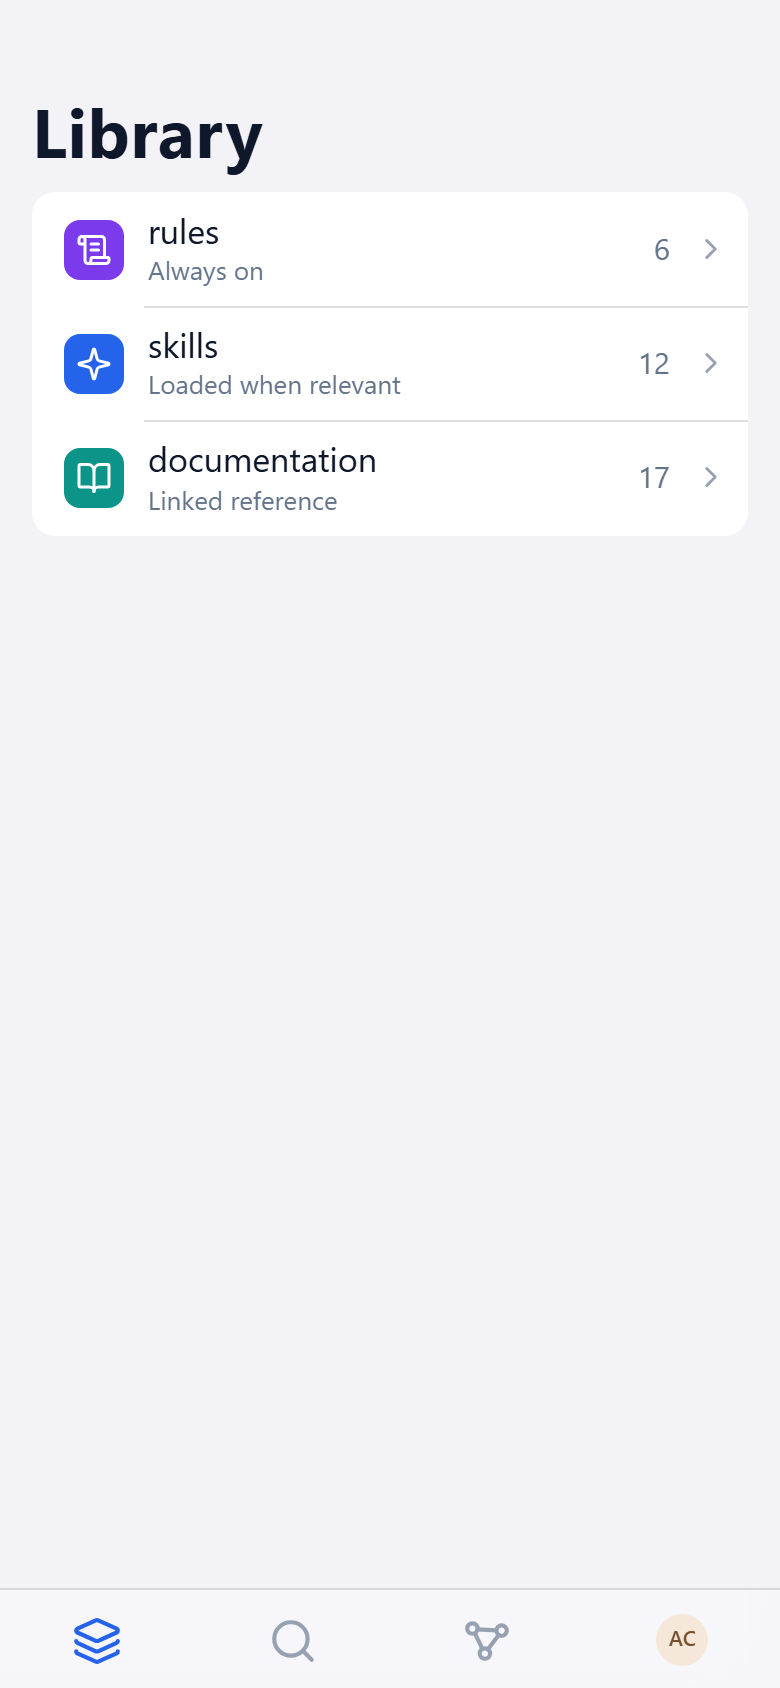 Library
rules
Always on
6
skills
Loaded when relevant
12
documentation
Linked reference
17
AC